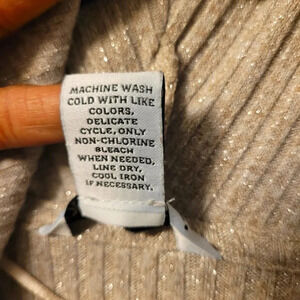 MACHINE WASH
COLD WITH LIKE
COLORS,
DELICATE
CYCLE, ONLY
NON-CHLORINE
BLEACH
WHEN NEEDED,
LINE DRY,
COOL IRON
IF NECESSARY.